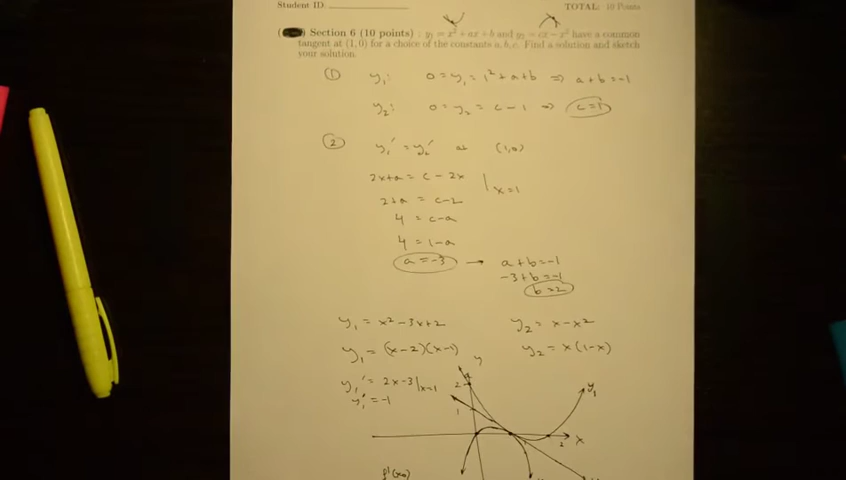 Student ID.
TOTAL: 10 Points
) Section 6 (10 points) : y₁ = x² + ax + b and y₂ = cx − x² have a common
tangent at (1, 0) for a choice of the constants a, b, c. Find a solution and sketch
your solution.
① y₁: 0 = y₁ = 1² + a + b ⇒ a + b = -1
y₂: 0 = y₂ = c - 1 ⇒ c = 1
② y₁' = y₂' at (1,0)
2x+a = c - 2x | x=1
2+a = c-2
4 = c-a
4 = 1-a
a = -3 → a+b=-1
-3+b=-1
b=2
y₁ = x² - 3x + 2 y₂ = x - x²
y₁ = (x-2)(x-1) y₂ = x(1-x)
y
y₁' = 2x-3 | x=1
2
y₁
y₁' = -1
1
2
x
f'(x₀)